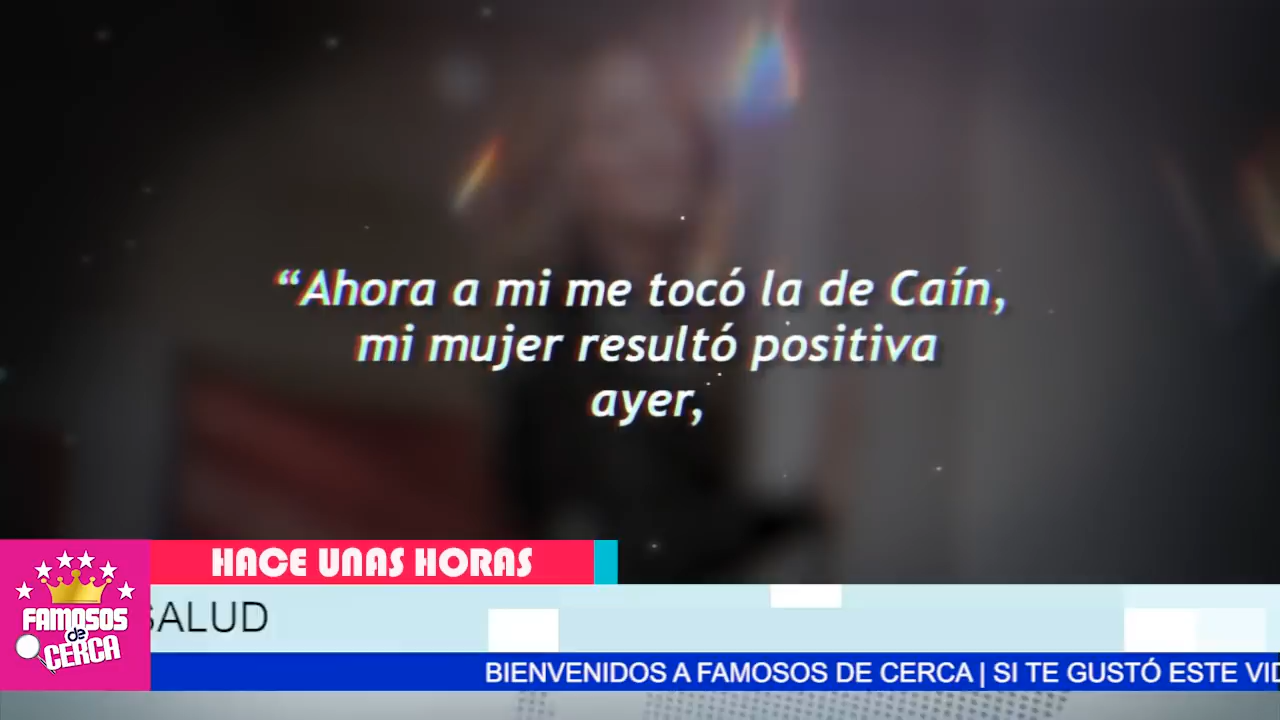 “Ahora a mi me tocó la de Caín,
mi mujer resultó positiva
ayer,
HACE UNAS HORAS
SALUD
FAMOSOS
de
CERCA
BIENVENIDOS A FAMOSOS DE CERCA | SI TE GUSTÓ ESTE